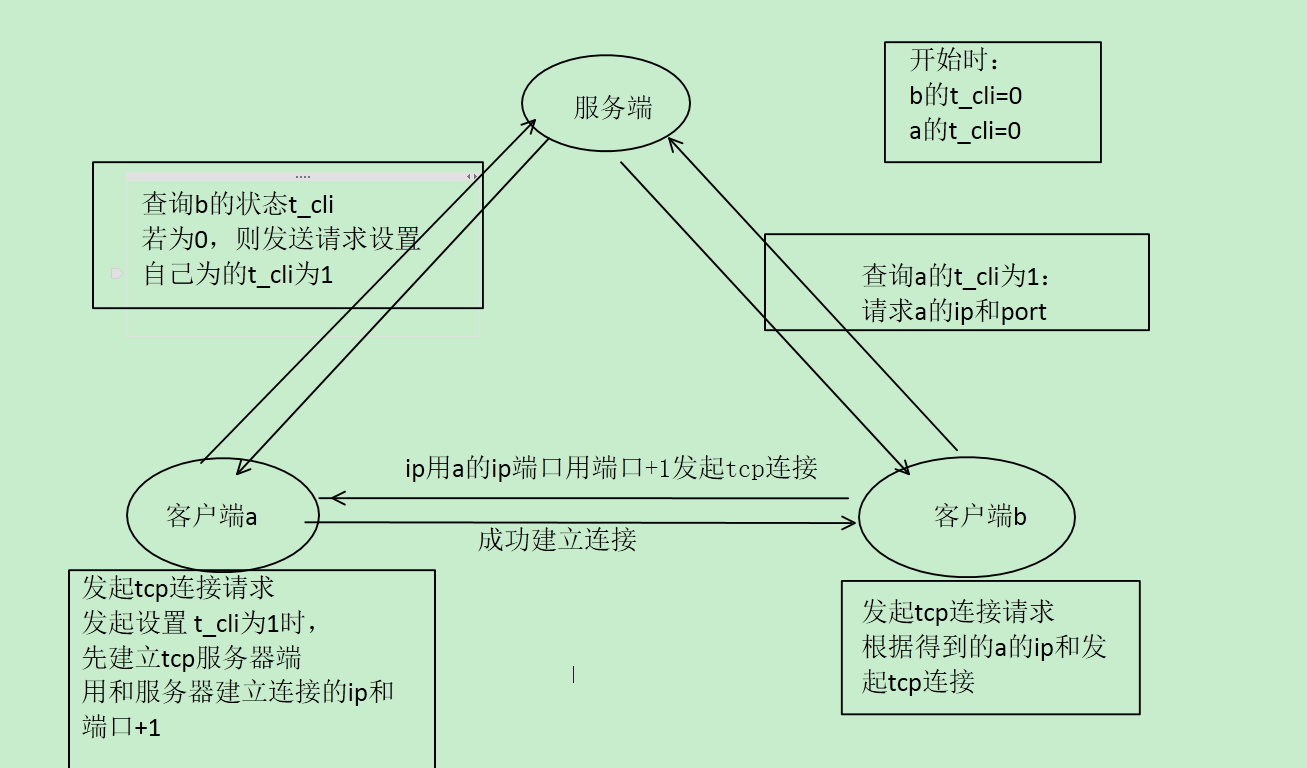 服务端
开始时：
b的t_cli=0
a的t_cli=0
查询b的状态t_cli
若为0，则发送请求设置
自己为的t_cli为1
查询a的t_cli为1：
请求a的ip和port
ip用a的ip端口用端口+1发起tcp连接
客户端a
客户端b
成功建立连接
发起tcp连接请求
发起设置 t_cli为1时，
先建立tcp服务器端
用和服务器建立连接的ip和
端口+1
发起tcp连接请求
根据得到的a的ip和发
起tcp连接